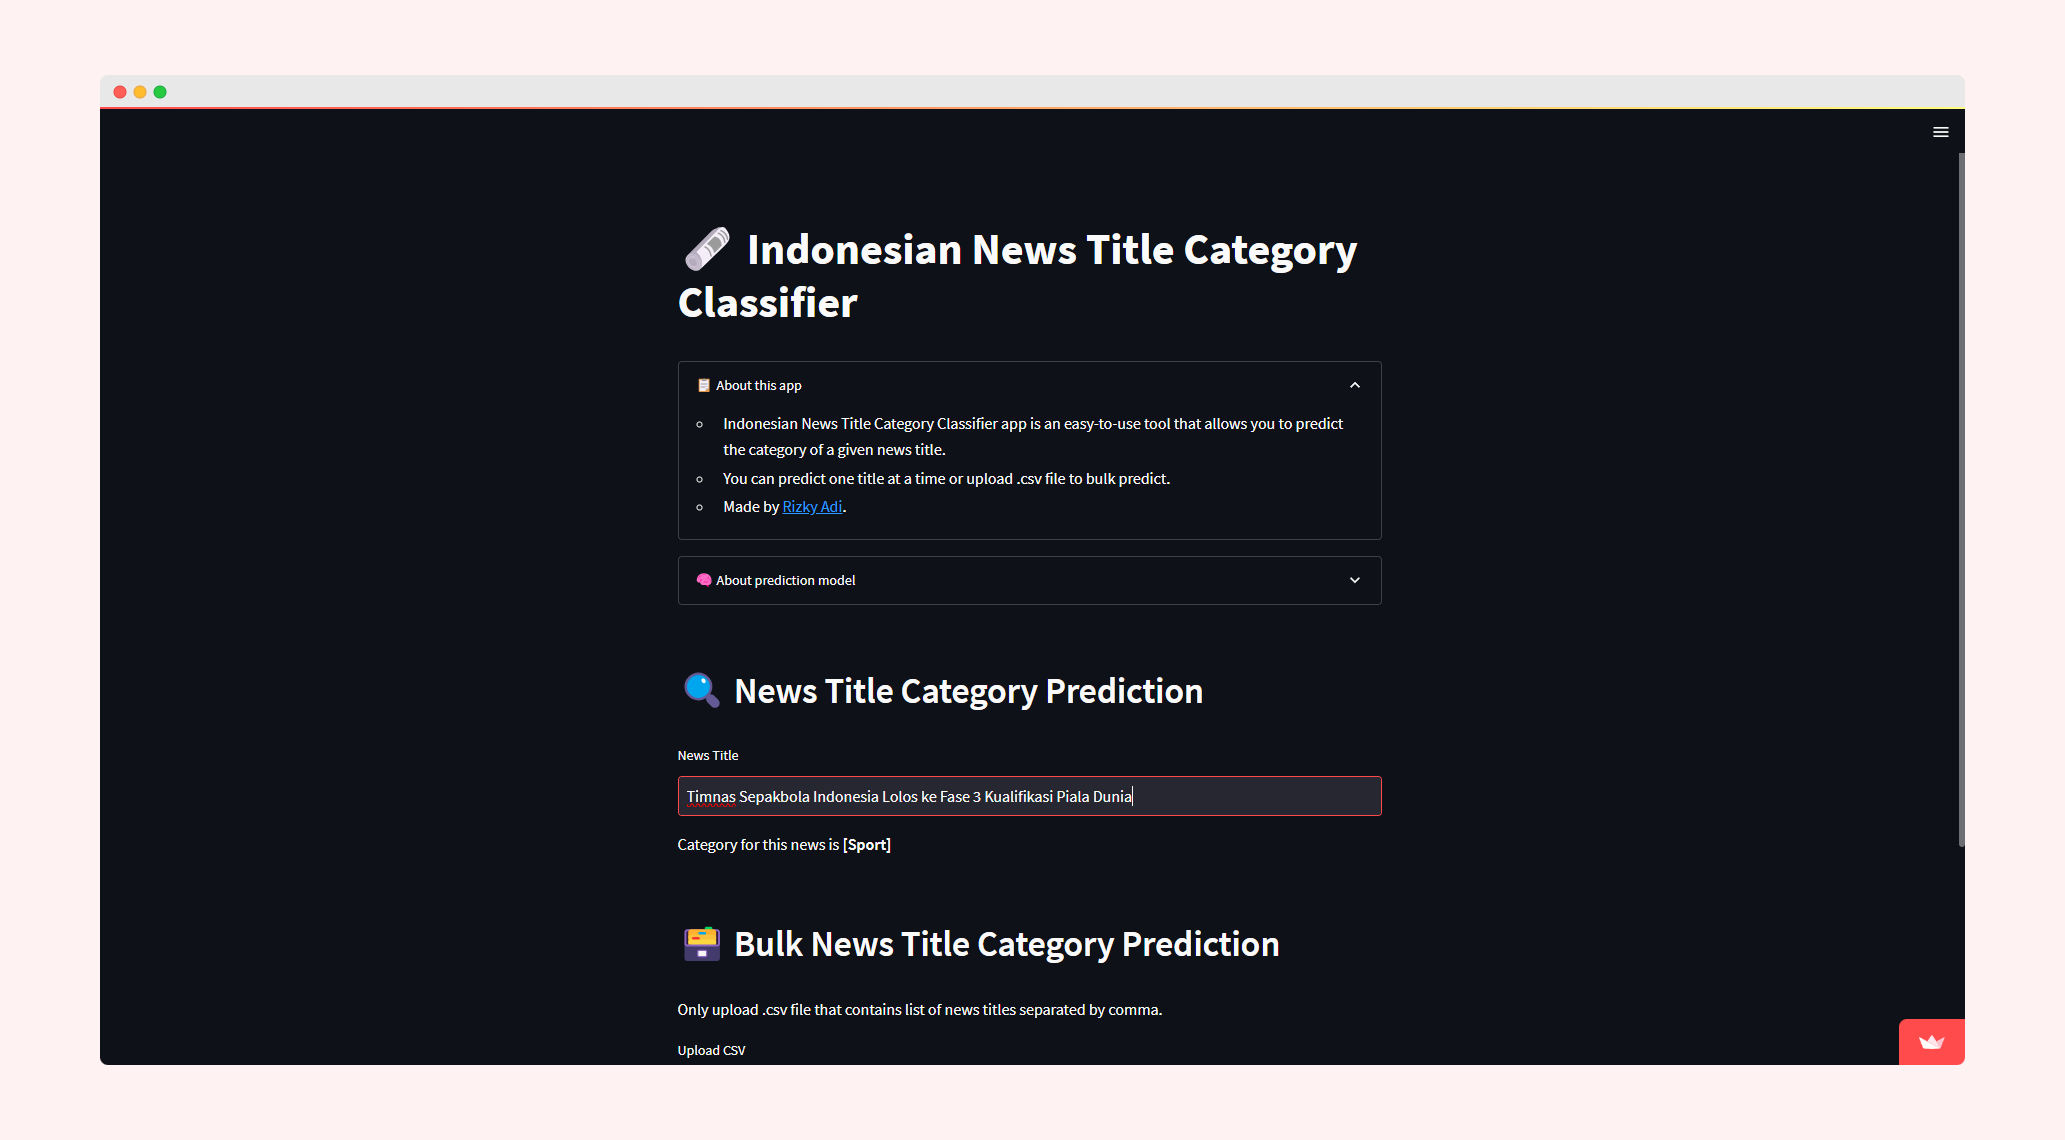 Indonesian News Title Category
Classifier
About this app
Indonesian News Title Category Classifier app is an easy-to-use tool that allows you to predict
the category of a given news title.
You can predict one title at a time or upload .csv file to bulk predict.
Made by Rizky Adi.
About prediction model
News Title Category Prediction
News Title
Timnas Sepakbola Indonesia Lolos ke Fase 3 Kualifikasi Piala Dunia
Category for this news is [Sport]
Bulk News Title Category Prediction
Only upload .csv file that contains list of news titles separated by comma.
Upload CSV